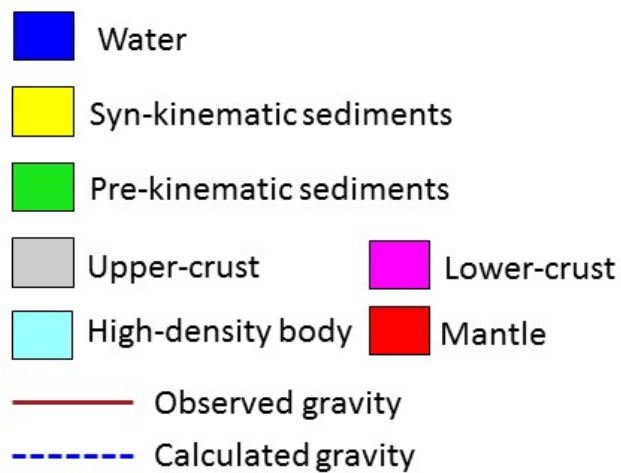 Water
Syn-kinematic sediments
Pre-kinematic sediments
Upper-crust Lower-crust
High-density body Mantle
Observed gravity
Calculated gravity